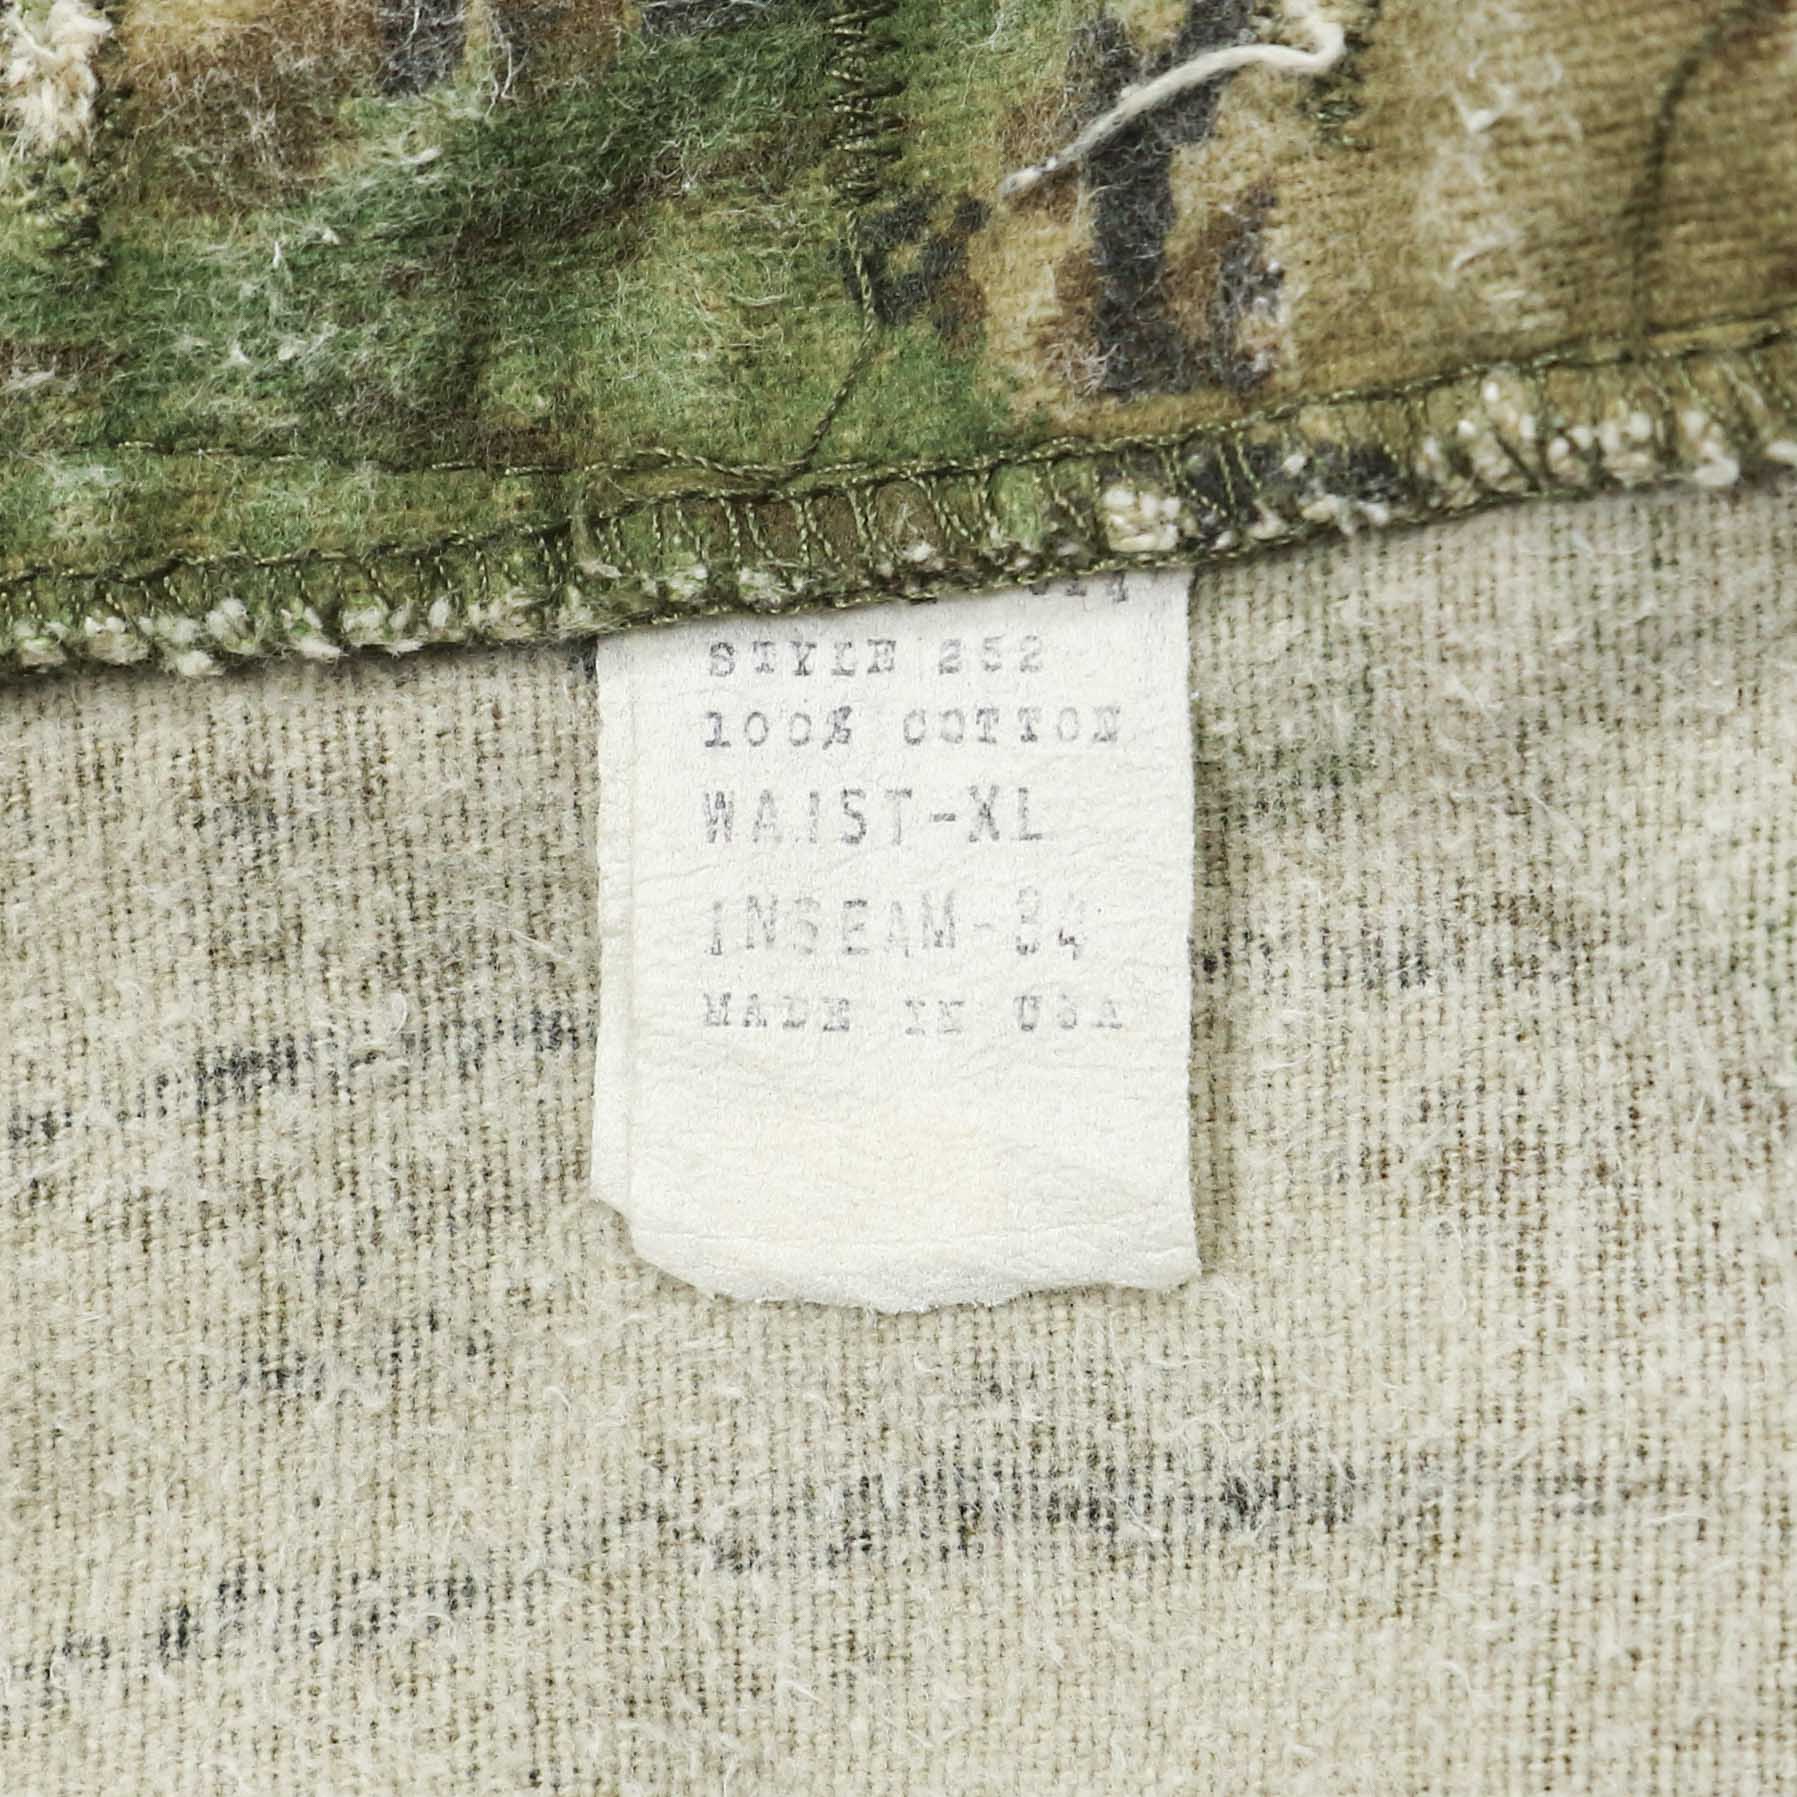 STYLE 252
100% COTTON
WAIST-XL
INSEAM-34
MADE IN USA